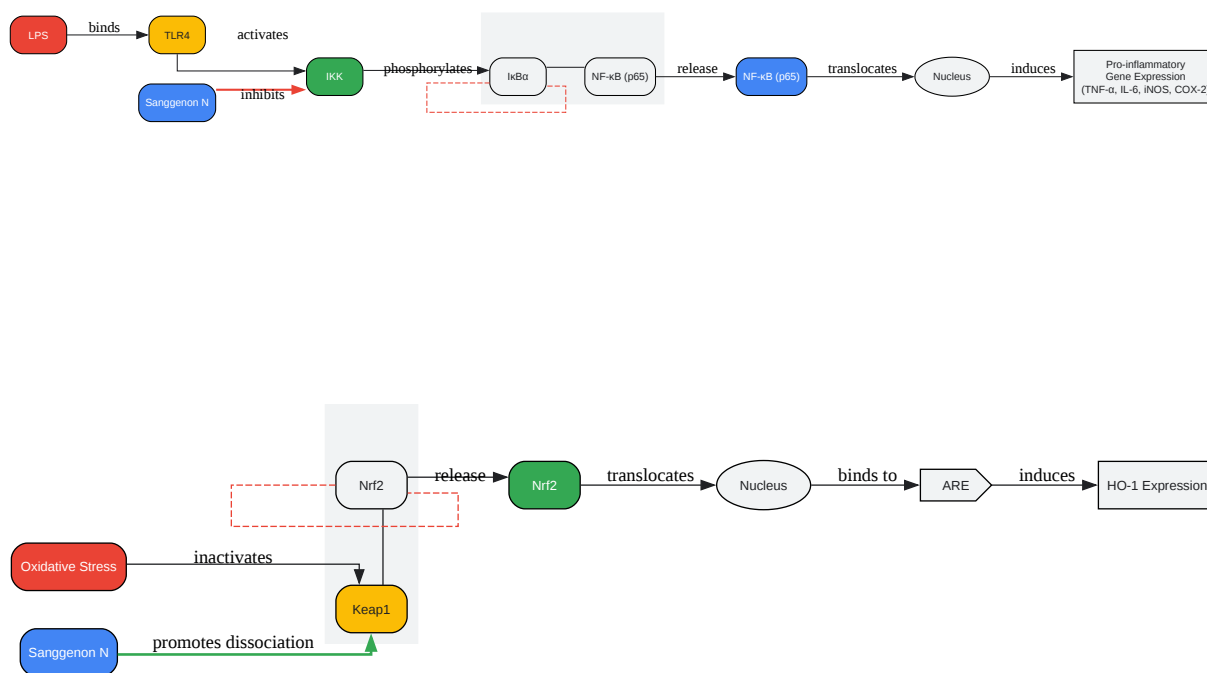 LPS
binds
TLR4
activates
IKK
phosphorylates
IκBα
NF-κB (p65)
release
NF-κB (p65)
translocates
Nucleus
induces
Pro-inflammatory
Gene Expression
(TNF-α, IL-6, iNOS, COX-2)
Sanggenon N
inhibits
Nrf2
release
Nrf2
translocates
Nucleus
binds to
ARE
induces
HO-1 Expression
Oxidative Stress
inactivates
Keap1
Sanggenon N
promotes dissociation